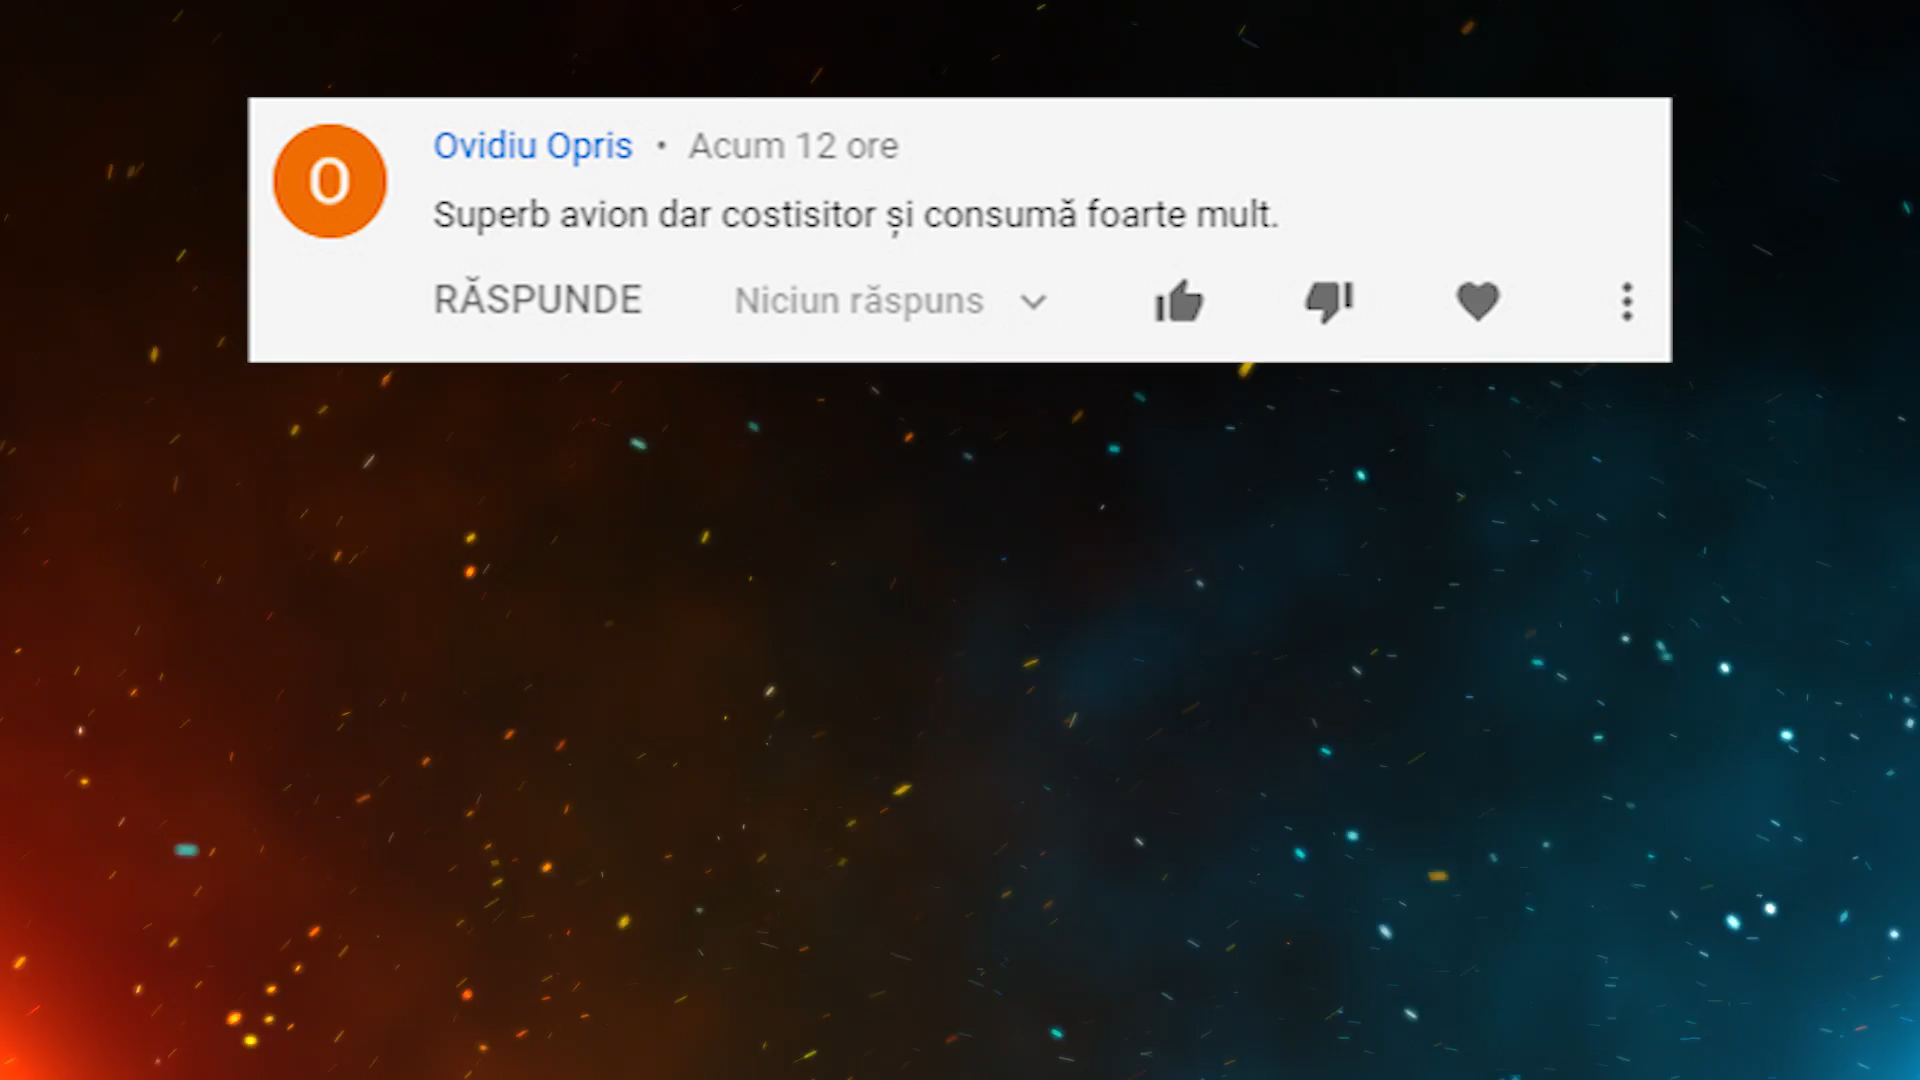 O
Ovidiu Opris • Acum 12 ore
Superb avion dar costisitor și consumă foarte mult.
RĂSPUNDE Niciun răspuns